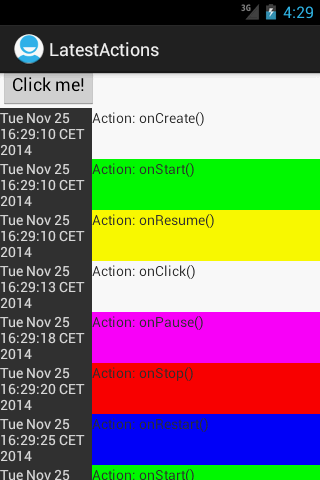 3G 4:29
LatestActions
Click me!
Tue Nov 25
16:29:10 CET
2014
Action: onCreate()
Tue Nov 25
16:29:10 CET
2014
Action: onStart()
Tue Nov 25
16:29:10 CET
2014
Action: onResume()
Tue Nov 25
16:29:13 CET
2014
Action: onClick()
Tue Nov 25
16:29:18 CET
2014
Action: onPause()
Tue Nov 25
16:29:20 CET
2014
Action: onStop()
Tue Nov 25
16:29:25 CET
2014
Action: onRestart()
Tue Nov 25
Action: onStart()